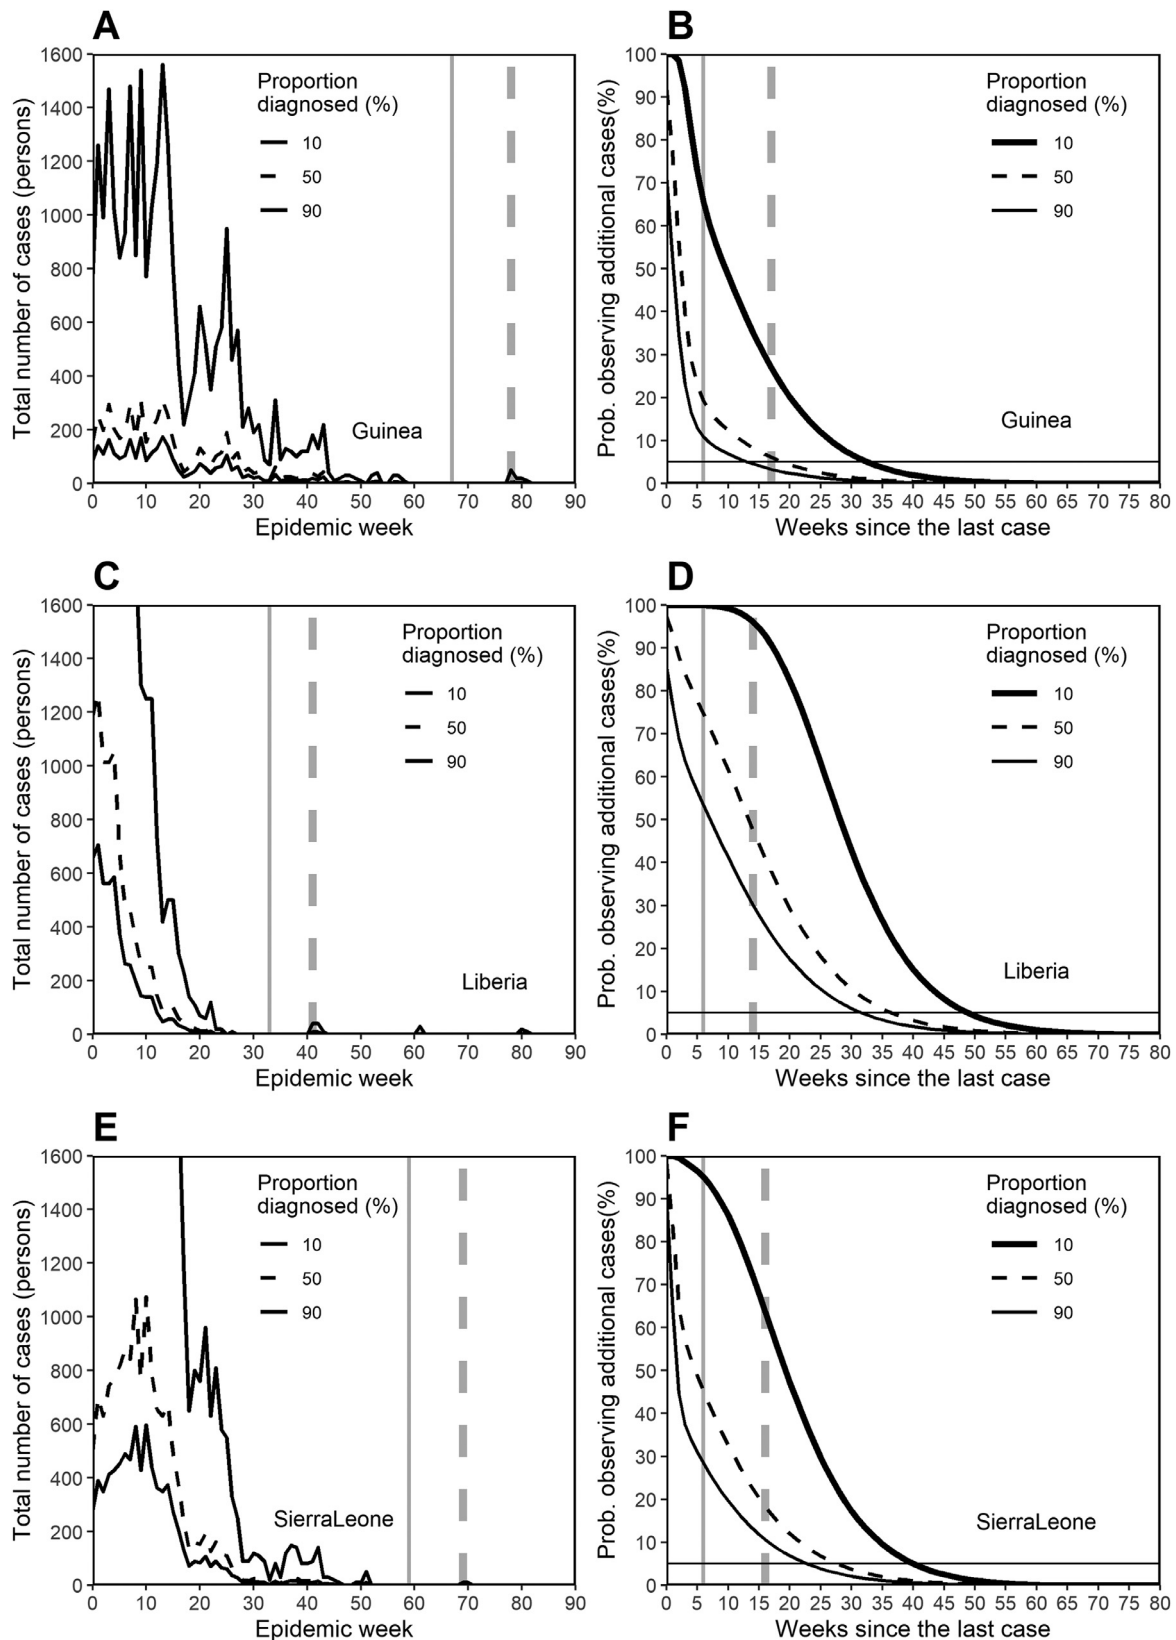 A
Total number of cases (persons)
1600
1400
1200
1000
800
600
400
200
0
Proportion
diagnosed (%)
10
50
90
Guinea
0 10 20 30 40 50 60 70 80 90
Epidemic week
B
Prob. observing additional cases(%)
100
90
80
70
60
50
40
30
20
10
0
Proportion
diagnosed (%)
10
50
90
Guinea
0 5 10 15 20 25 30 35 40 45 50 55 60 65 70 75 80
Weeks since the last case
C
Total number of cases (persons)
1600
1400
1200
1000
800
600
400
200
0
Proportion
diagnosed (%)
10
50
90
Liberia
0 10 20 30 40 50 60 70 80 90
Epidemic week
D
Prob. observing additional cases(%)
100
90
80
70
60
50
40
30
20
10
0
Proportion
diagnosed (%)
10
50
90
Liberia
0 5 10 15 20 25 30 35 40 45 50 55 60 65 70 75 80
Weeks since the last case
E
Total number of cases (persons)
1600
1400
1200
1000
800
600
400
200
0
Proportion
diagnosed (%)
10
50
90
SierraLeone
0 10 20 30 40 50 60 70 80 90
Epidemic week
F
Prob. observing additional cases(%)
100
90
80
70
60
50
40
30
20
10
0
Proportion
diagnosed (%)
10
50
90
SierraLeone
0 5 10 15 20 25 30 35 40 45 50 55 60 65 70 75 80
Weeks since the last case